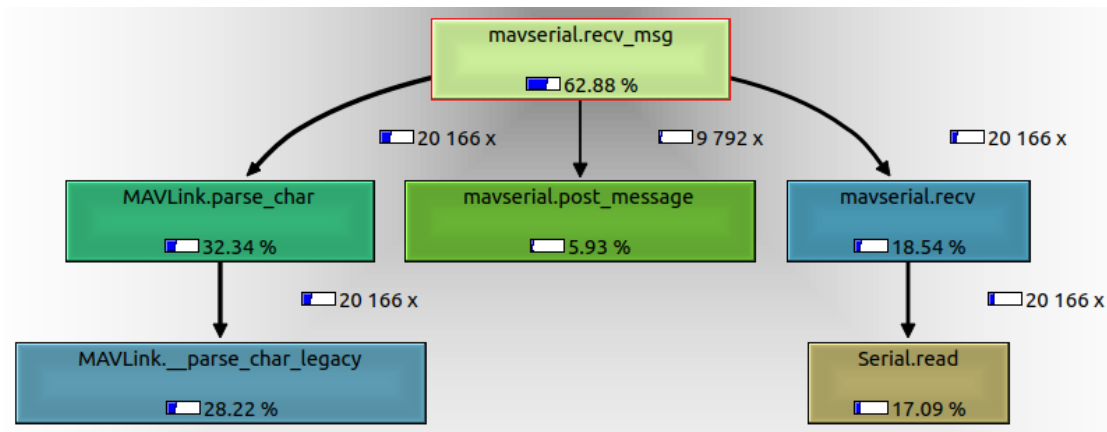 mavserial.recv_msg
62.88 %
20 166 x
9 792 x
20 166 x
MAVLink.parse_char
32.34 %
mavserial.post_message
5.93 %
mavserial.recv
18.54 %
20 166 x
20 166 x
MAVLink.__parse_char_legacy
28.22 %
Serial.read
17.09 %